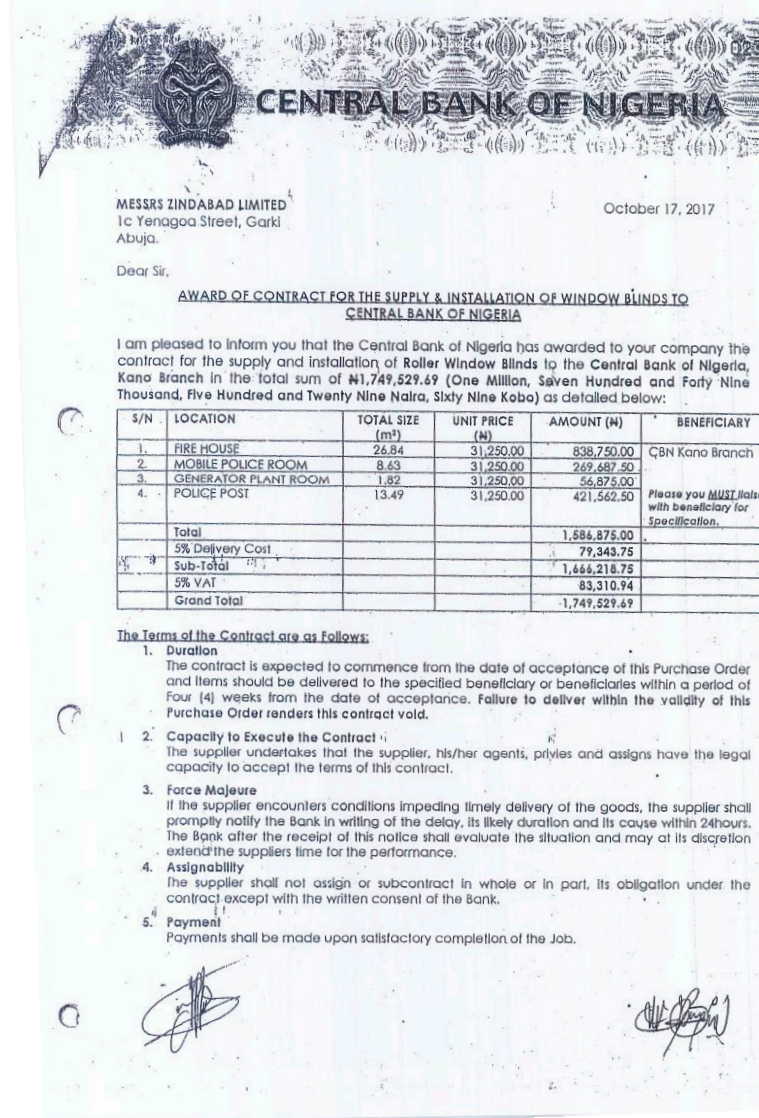 02
CENTRAL BANK OF NIGERIA
MESSRS ZINDABAD LIMITED
October 17, 2017
1c Yenagoa Street, Garki
Abuja.
Dear Sir,
AWARD OF CONTRACT FOR THE SUPPLY & INSTALLATION OF WINDOW BLINDS TO
CENTRAL BANK OF NIGERIA
I am pleased to inform you that the Central Bank of Nigeria has awarded to your company the
contract for the supply and installation of Roller Window Blinds to the Central Bank of Nigeria,
Kano Branch in the total sum of ₦1,749,529.69 (One Million, Seven Hundred and Forty Nine
Thousand, Five Hundred and Twenty Nine Naira, Sixty Nine Kobo) as detailed below:
S/N LOCATION TOTAL SIZE (m²) UNIT PRICE (₦) AMOUNT (₦) BENEFICIARY
1. FIRE HOUSE 26.84 31,250.00 838,750.00 CBN Kano Branch
2. MOBILE POLICE ROOM 8.63 31,250.00 269,687.50
3. GENERATOR PLANT ROOM 1.82 31,250.00 56,875.00
4. POLICE POST 13.49 31,250.00 421,562.50 Please you MUST liais
with beneficiary for
Specification.
Total 1,586,875.00
5% Delivery Cost 79,343.75
Sub-Total 1,666,218.75
5% VAT 83,310.94
Grand Total 1,749,529.69
The Terms of the Contract are as Follows:
1. Duration
The contract is expected to commence from the date of acceptance of this Purchase Order
and items should be delivered to the specified beneficiary or beneficiaries within a period of
Four (4) weeks from the date of acceptance. Failure to deliver within the validity of this
Purchase Order renders this contract void.
2. Capacity to Execute the Contract
The supplier undertakes that the supplier, his/her agents, privies and assigns have the legal
capacity to accept the terms of this contract.
3. Force Majeure
If the supplier encounters conditions impeding timely delivery of the goods, the supplier shall
promptly notify the Bank in writing of the delay, its likely duration and its cause within 24hours.
The Bank after the receipt of this notice shall evaluate the situation and may at its discretion
extend the suppliers time for the performance.
4. Assignability
The supplier shall not assign or subcontract in whole or in part, its obligation under the
contract except with the written consent of the Bank.
5. Payment
Payments shall be made upon satisfactory completion of the Job.